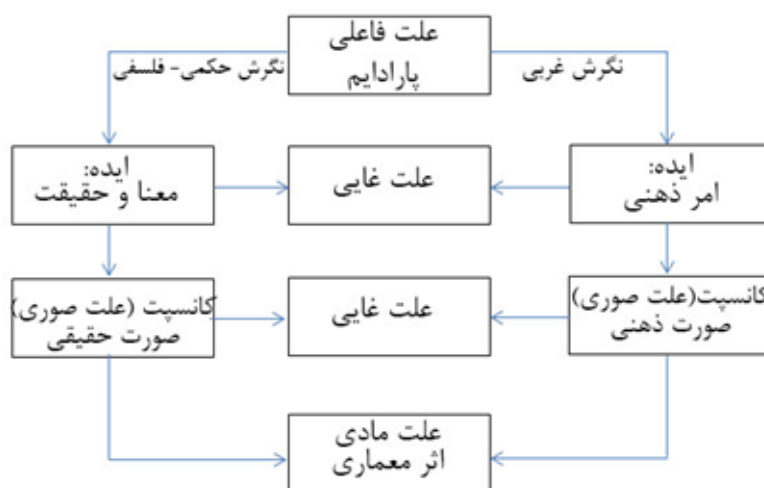 علت فاعلی
پارادایم
نگرش غربی
نگرش حکمی- فلسفی
ایده:
امر ذهنی
علت غایی
ایده:
معنا و حقیقت
کانسپت(علت صوری)
صورت ذهنی
علت غایی
کانسپت (علت صوری)
صورت حقیقی
علت مادی
اثر معماری